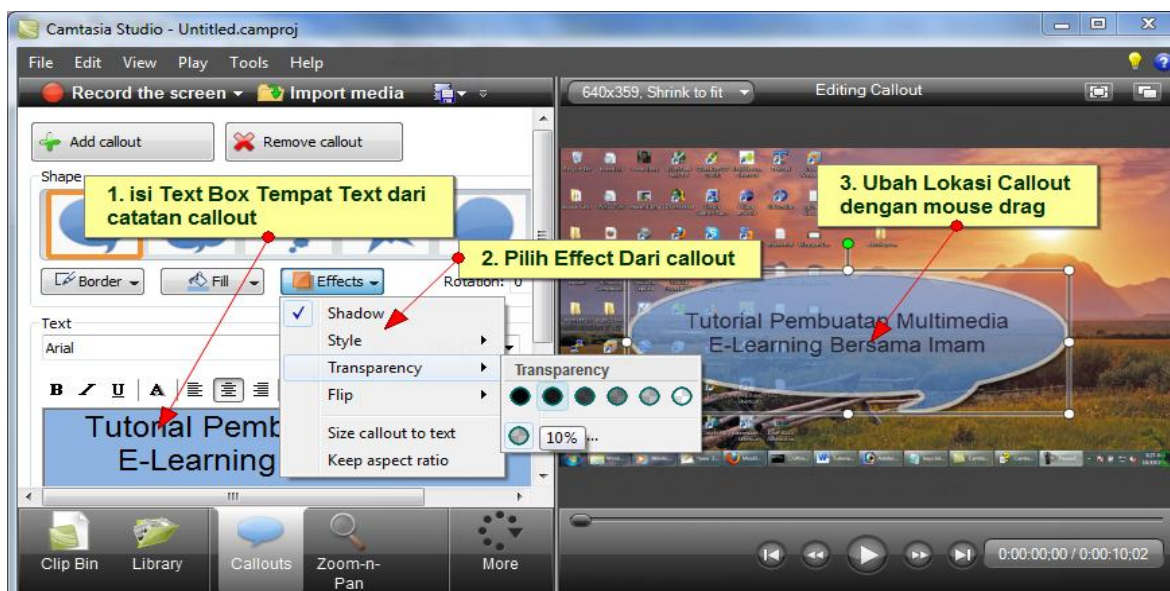 Camtasia Studio - Untitled.camproj
File Edit View Play Tools Help
Record the screen Import media
640x359, Shrink to fit Editing Callout
Add callout Remove callout
Shape
1. isi Text Box Tempat Text dari
catatan callout
3. Ubah Lokasi Callout
dengan mouse drag
2. Pilih Effect Dari callout
Border Fill Effects Rotation: 0
Shadow
Style
Transparency
Flip
Size callout to text
Keep aspect ratio
Transparency
10% ...
Text
Arial
B I U A
Tutorial Pemb
E-Learning
Tutorial Pembuatan Multimedia
E-Learning Bersama Imam
Clip Bin Library Callouts Zoom-n-
Pan More
0:00:00;00 / 0:00:10;02